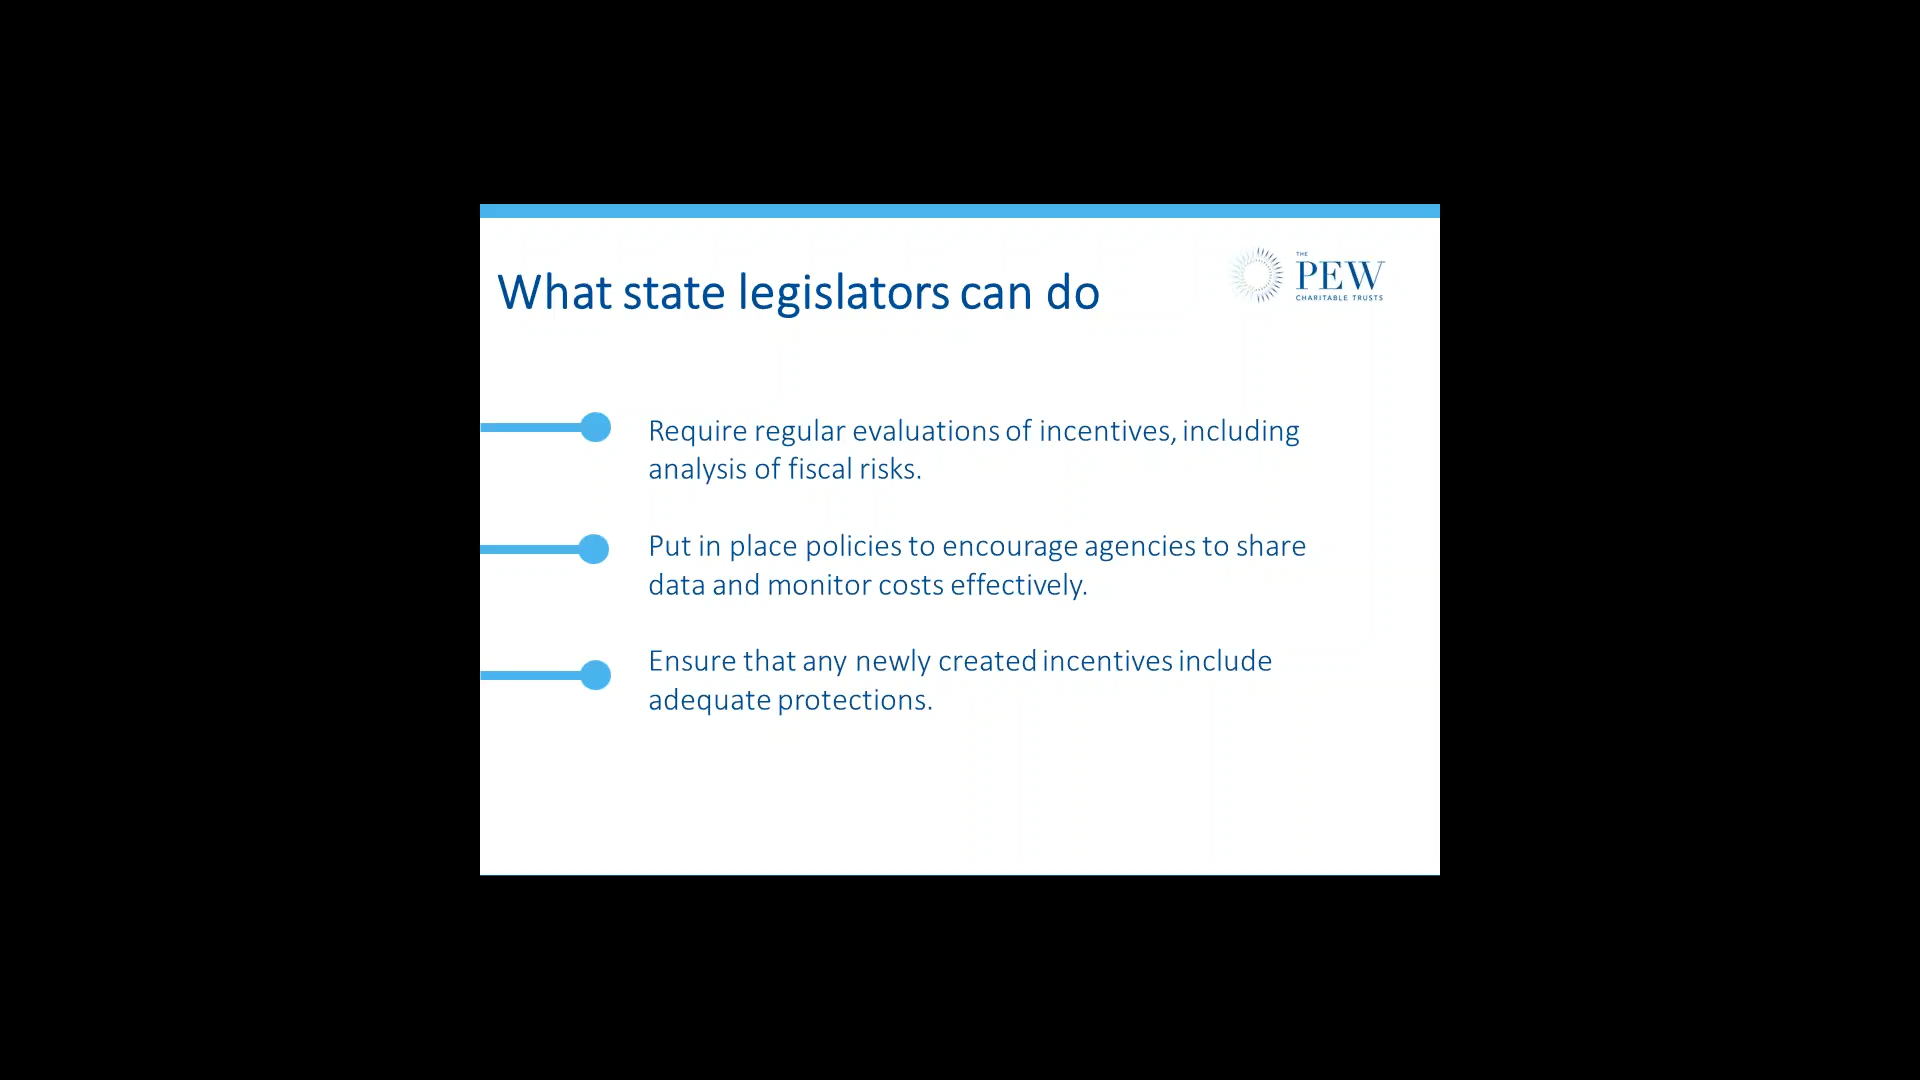 What state legislators can do
THE
PEW
CHARITABLE TRUSTS
Require regular evaluations of incentives, including
analysis of fiscal risks.
Put in place policies to encourage agencies to share
data and monitor costs effectively.
Ensure that any newly created incentives include
adequate protections.